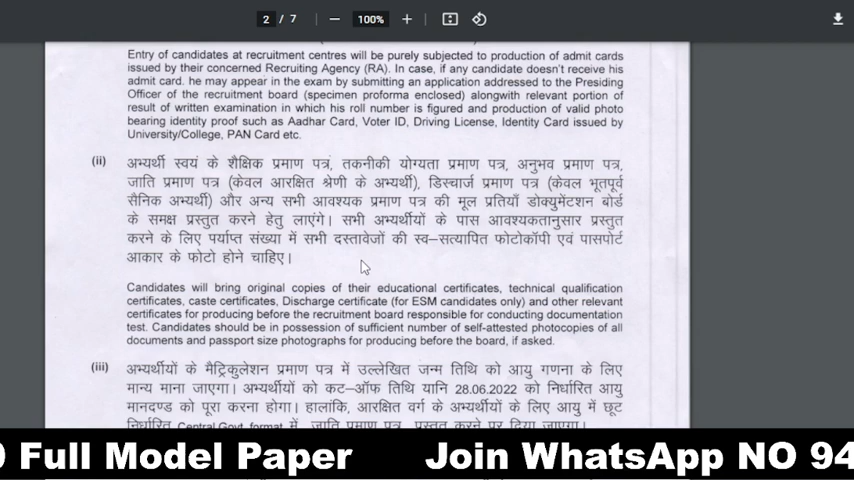 2 / 7
100%
Entry of candidates at recruitment centres will be purely subjected to production of admit cards
issued by their concerned Recruiting Agency (RA). In case, if any candidate doesn't receive his
admit card. he may appear in the exam by submitting an application addressed to the Presiding
Officer of the recruitment board (specimen proforma enclosed) alongwith relevant portion of
result of written examination in which his roll number is figured and production of valid photo
bearing identity proof such as Aadhar Card, Voter ID, Driving License, Identity Card issued by
University/College, PAN Card etc.
(ii) अभ्यर्थी स्वयं के शैक्षिक प्रमाण पत्र, तकनीकी योग्यता प्रमाण पत्र, अनुभव प्रमाण पत्र,
जाति प्रमाण पत्र (केवल आरक्षित श्रेणी के अभ्यर्थी), डिस्चार्ज प्रमाण पत्र (केवल भूतपूर्व
सैनिक अभ्यर्थी) और अन्य सभी आवश्यक प्रमाण पत्र की मूल प्रतियाँ डोक्युमेंटशन बोर्ड
के समक्ष प्रस्तुत करने हेतु लाएंगे। सभी अभ्यर्थीयों के पास आवश्यकतानुसार प्रस्तुत
करने के लिए पर्याप्त संख्या में सभी दस्तावेजों की स्व–सत्यापित फोटोकॉपी एवं पासपोर्ट
आकार के फोटो होने चाहिए।
Candidates will bring original copies of their educational certificates, technical qualification
certificates, caste certificates, Discharge certificate (for ESM candidates only) and other relevant
certificates for producing before the recruitment board responsible for conducting documentation
test. Candidates should be in possession of sufficient number of self-attested photocopies of all
documents and passport size photographs for producing before the board, if asked.
(iii) अभ्यर्थीयों के मैट्रिकुलेशन प्रमाण पत्र में उल्लेखित जन्म तिथि को आयु गणना के लिए
मान्य माना जाएगा। अभ्यर्थीयों को कट–ऑफ तिथि यानि 28.06.2022 को निर्धारित आयु
मानदण्ड को पूरा करना होगा। हालांकि, आरक्षित वर्ग के अभ्यर्थीयों के लिए आयु में छूट
निर्धारित Central Govt. format में जाति प्रमाण पत्र प्रस्तुत करने पर दिया जाएगा।
0 Full Model Paper Join WhatsApp NO 94